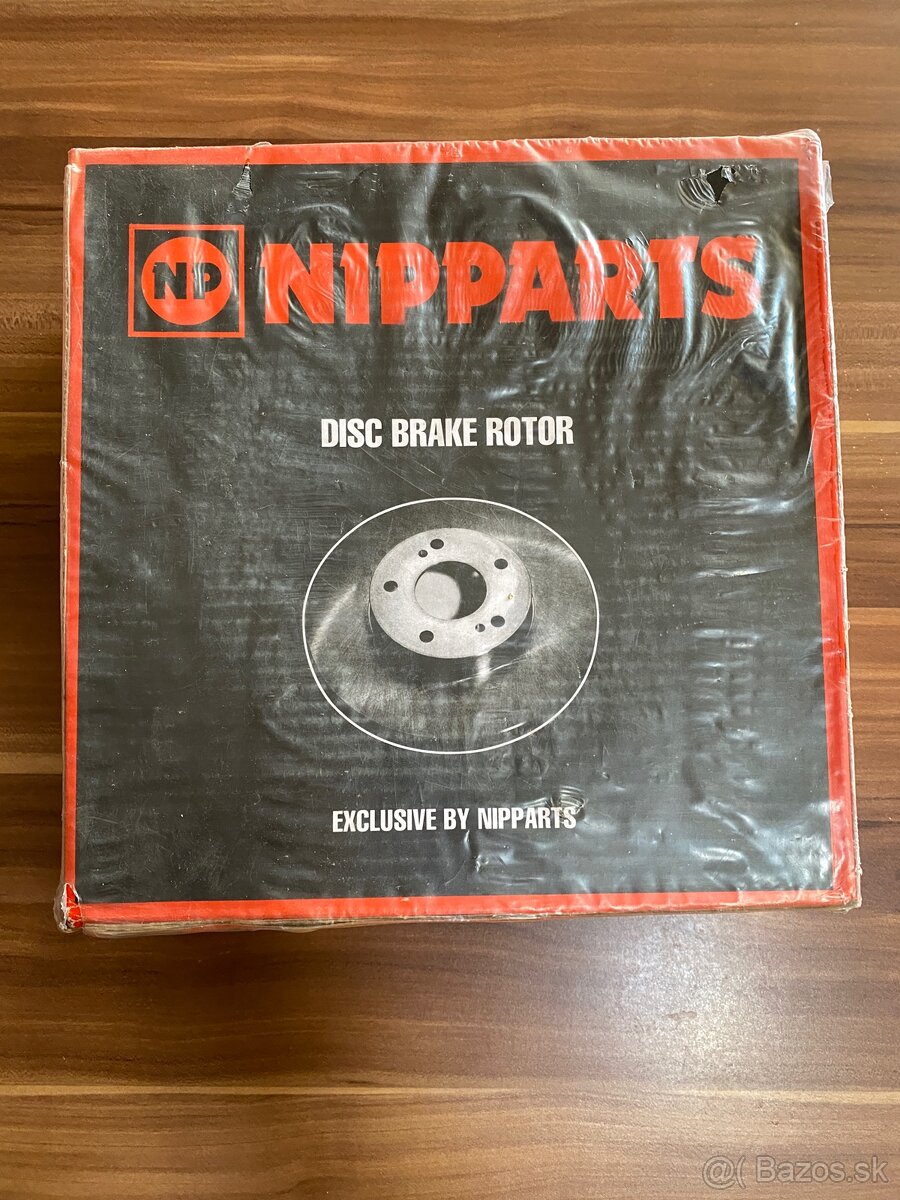 NP NIPPARTS
DISC BRAKE ROTOR
EXCLUSIVE BY NIPPARTS
@( Bazos.sk